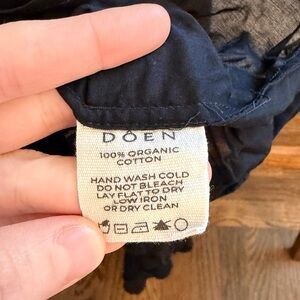 DÔEN
100% ORGANIC
COTTON
HAND WASH COLD
DO NOT BLEACH
LAY FLAT TO DRY
LOW IRON
OR DRY CLEAN